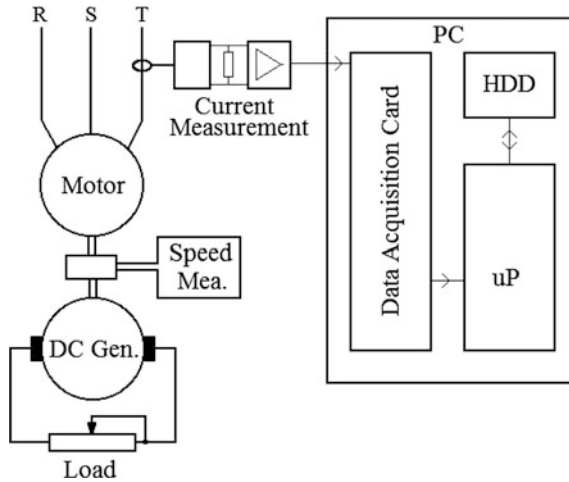 R S T
PC
HDD
Current
Measurement
Data Acquisition Card
Motor
Speed
Mea.
uP
DC Gen.
Load